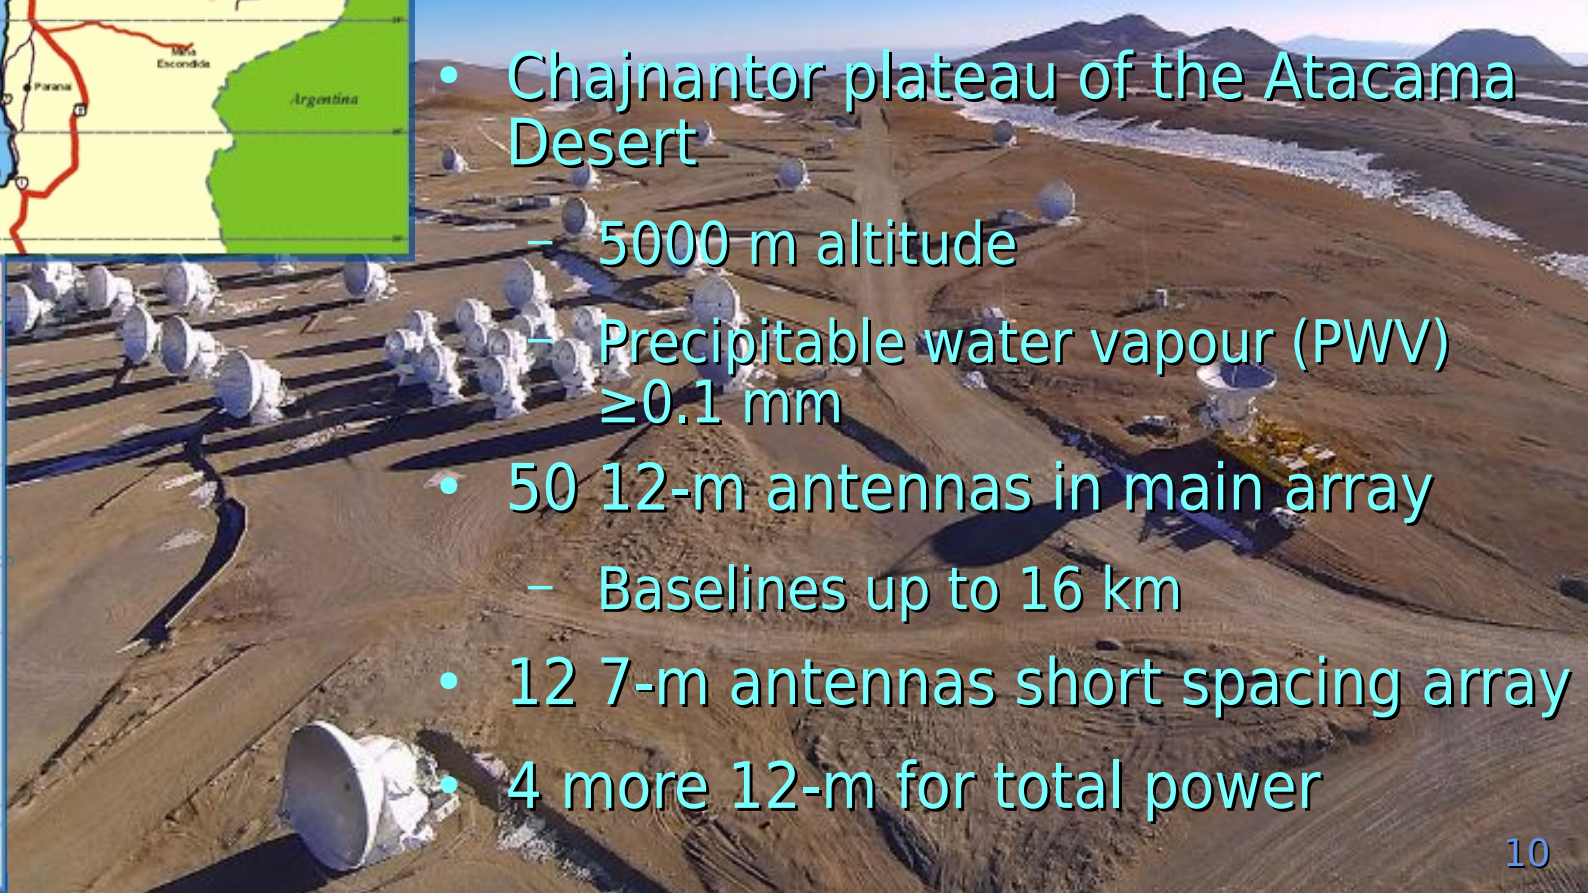 Mina
Escondida
Paranal
Argentina
• Chajnantor plateau of the Atacama
Desert
– 5000 m altitude
– Precipitable water vapour (PWV)
≥0.1 mm
• 50 12-m antennas in main array
– Baselines up to 16 km
• 12 7-m antennas short spacing array
• 4 more 12-m for total power
10